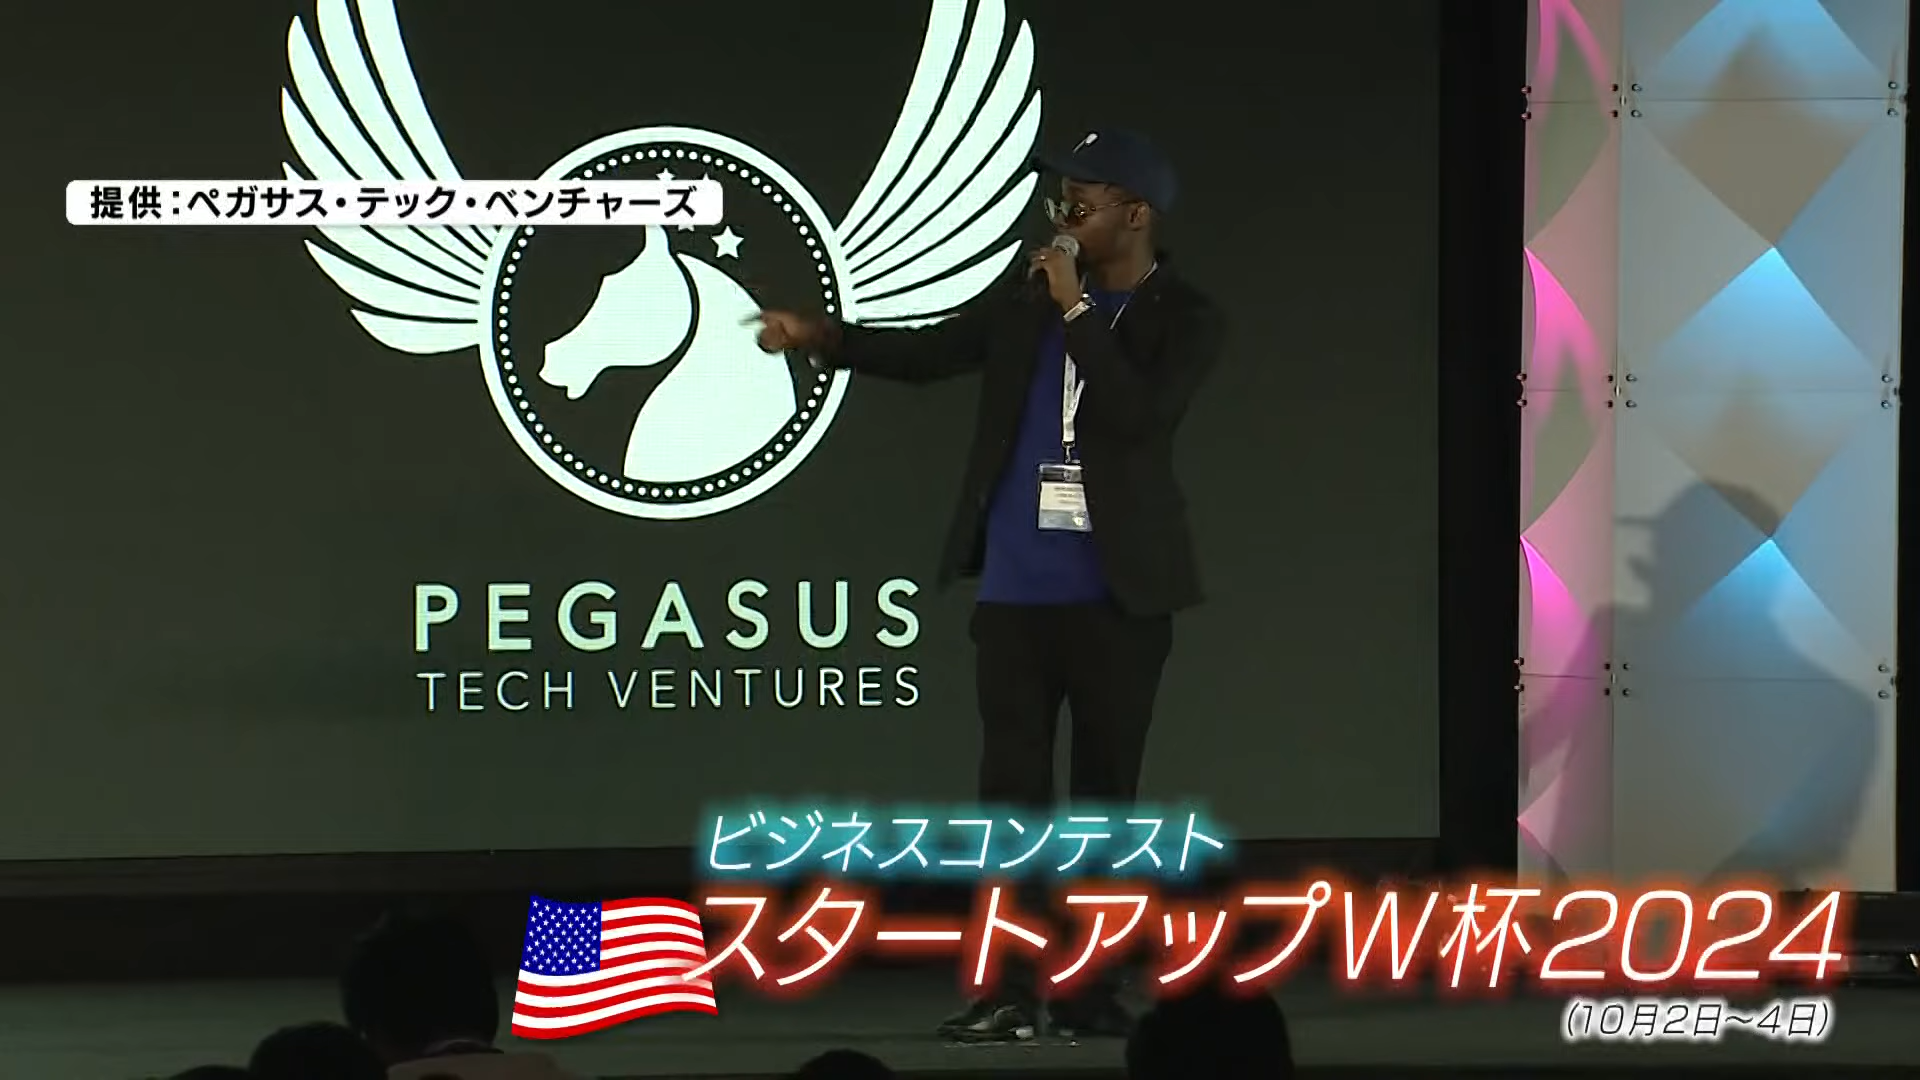 提供：ペガサス・テック・ベンチャーズ
PEGASUS
TECH VENTURES
ビジネスコンテスト
スタートアップW杯2024
（10月2日〜4日）